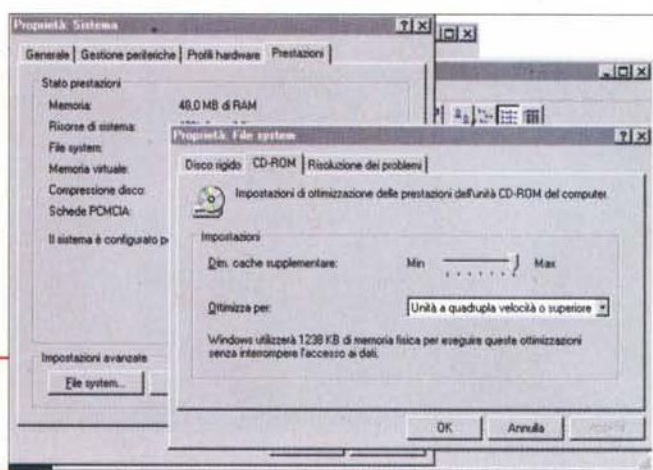 Proprietà: Sistema
Generale Gestione periferiche Profili hardware Prestazioni
Stato prestazioni
Memoria: 48,0 MB di RAM
Risorse di sistema:
File system:
Memoria virtuale:
Compressione disco:
Schede PCMCIA:
Il sistema è configurato
Impostazioni avanzate
File system...
Proprietà: File system
Disco rigido CD-ROM Risoluzione dei problemi
Impostazioni di ottimizzazione delle prestazioni dell'unità CD-ROM del computer.
Impostazioni
Dim. cache supplementare: Min Max
Ottimizza per: Unità a quadrupla velocità o superiore
Windows utilizzerà 1238 KB di memoria fisica per eseguire queste ottimizzazioni
senza interrompere l'accesso ai dati.
OK Annulla